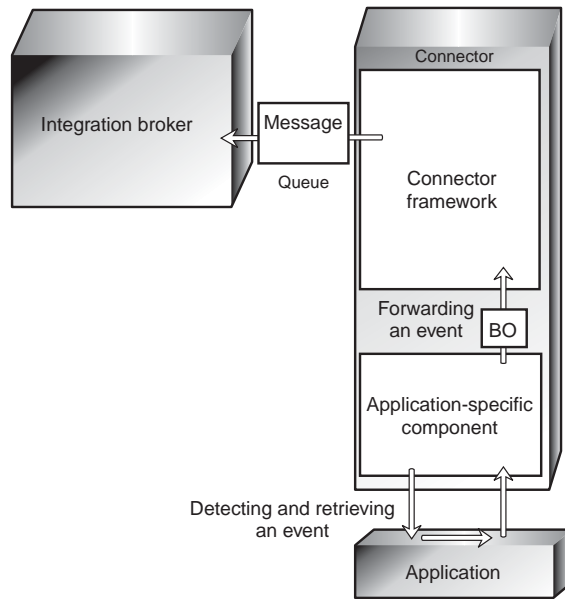 Connector
Integration broker
Message
Queue
Connector
framework
Forwarding
an event
BO
Application-specific
component
Detecting and retrieving
an event
Application